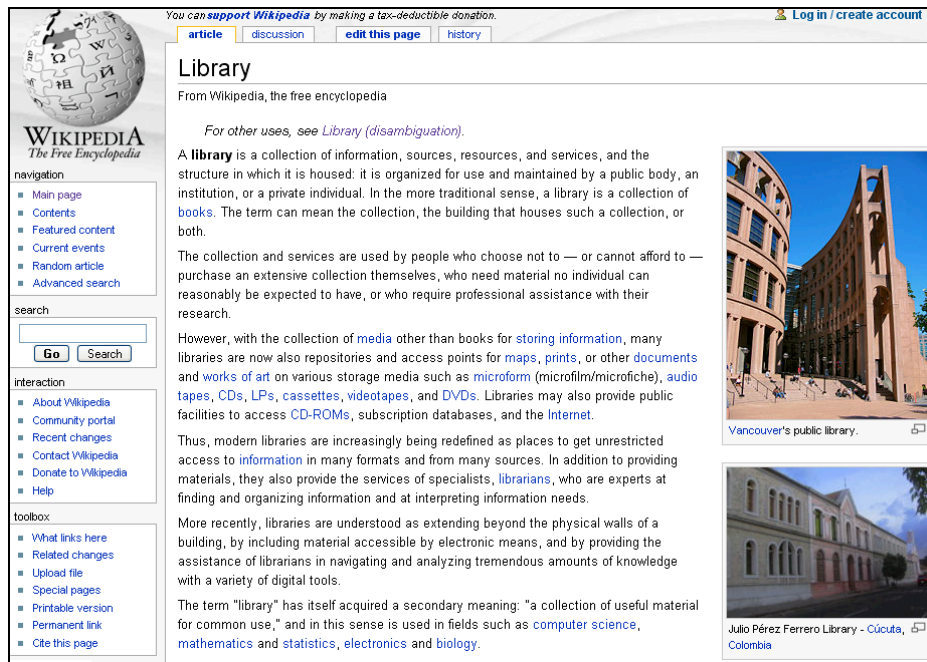 You can support Wikipedia by making a tax-deductible donation.
Log in / create account
article
discussion
edit this page
history
Library
From Wikipedia, the free encyclopedia
For other uses, see Library (disambiguation).
A library is a collection of information, sources, resources, and services, and the
structure in which it is housed: it is organized for use and maintained by a public body, an
institution, or a private individual. In the more traditional sense, a library is a collection of
books. The term can mean the collection, the building that houses such a collection, or
both.
The collection and services are used by people who choose not to — or cannot afford to —
purchase an extensive collection themselves, who need material no individual can
reasonably be expected to have, or who require professional assistance with their
research.
However, with the collection of media other than books for storing information, many
libraries are now also repositories and access points for maps, prints, or other documents
and works of art on various storage media such as microform (microfilm/microfiche), audio
tapes, CDs, LPs, cassettes, videotapes, and DVDs. Libraries may also provide public
facilities to access CD-ROMs, subscription databases, and the Internet.
Thus, modern libraries are increasingly being redefined as places to get unrestricted
access to information in many formats and from many sources. In addition to providing
materials, they also provide the services of specialists, librarians, who are experts at
finding and organizing information and at interpreting information needs.
More recently, libraries are understood as extending beyond the physical walls of a
building, by including material accessible by electronic means, and by providing the
assistance of librarians in navigating and analyzing tremendous amounts of knowledge
with a variety of digital tools.
The term "library" has itself acquired a secondary meaning: "a collection of useful material
for common use," and in this sense is used in fields such as computer science,
mathematics and statistics, electronics and biology.
Vancouver's public library.
Julio Pérez Ferrero Library - Cúcuta,
Colombia
WIKIPEDIA
The Free Encyclopedia
navigation
Main page
Contents
Featured content
Current events
Random article
Advanced search
search
Go
Search
interaction
About Wikipedia
Community portal
Recent changes
Contact Wikipedia
Donate to Wikipedia
Help
toolbox
What links here
Related changes
Upload file
Special pages
Printable version
Permanent link
Cite this page